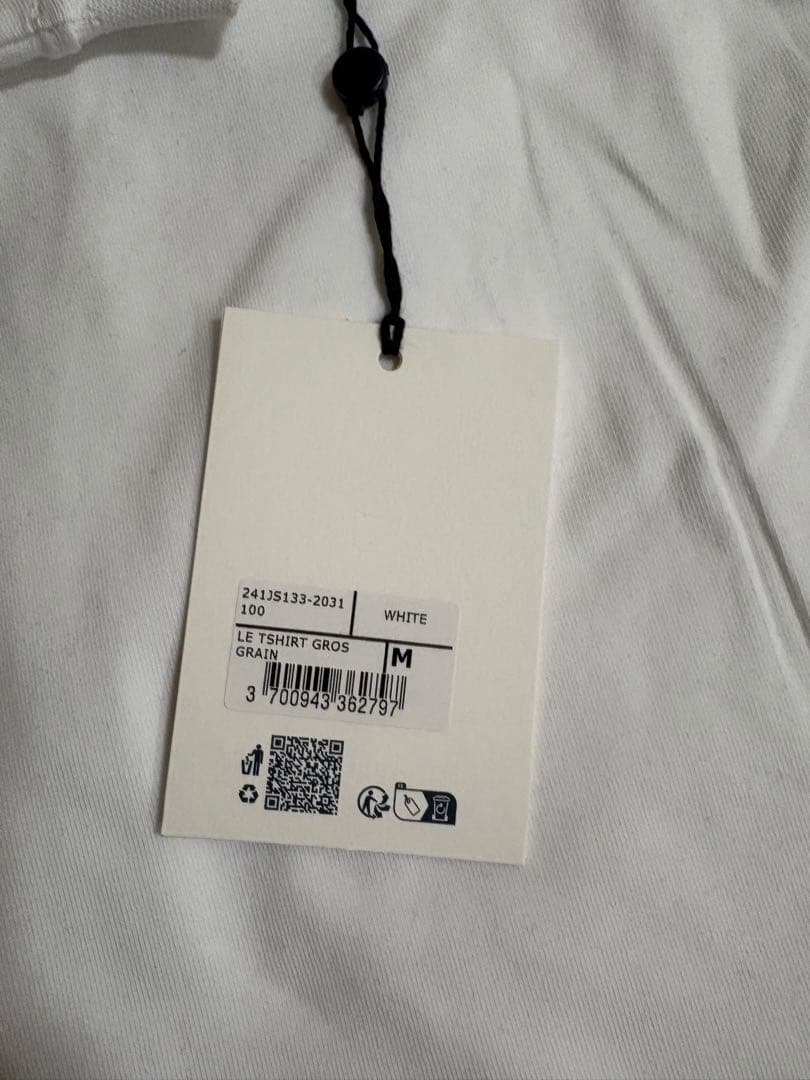 241JS133-2031
100
WHITE
LE TSHIRT GROS
GRAIN
M
3 700943 362797